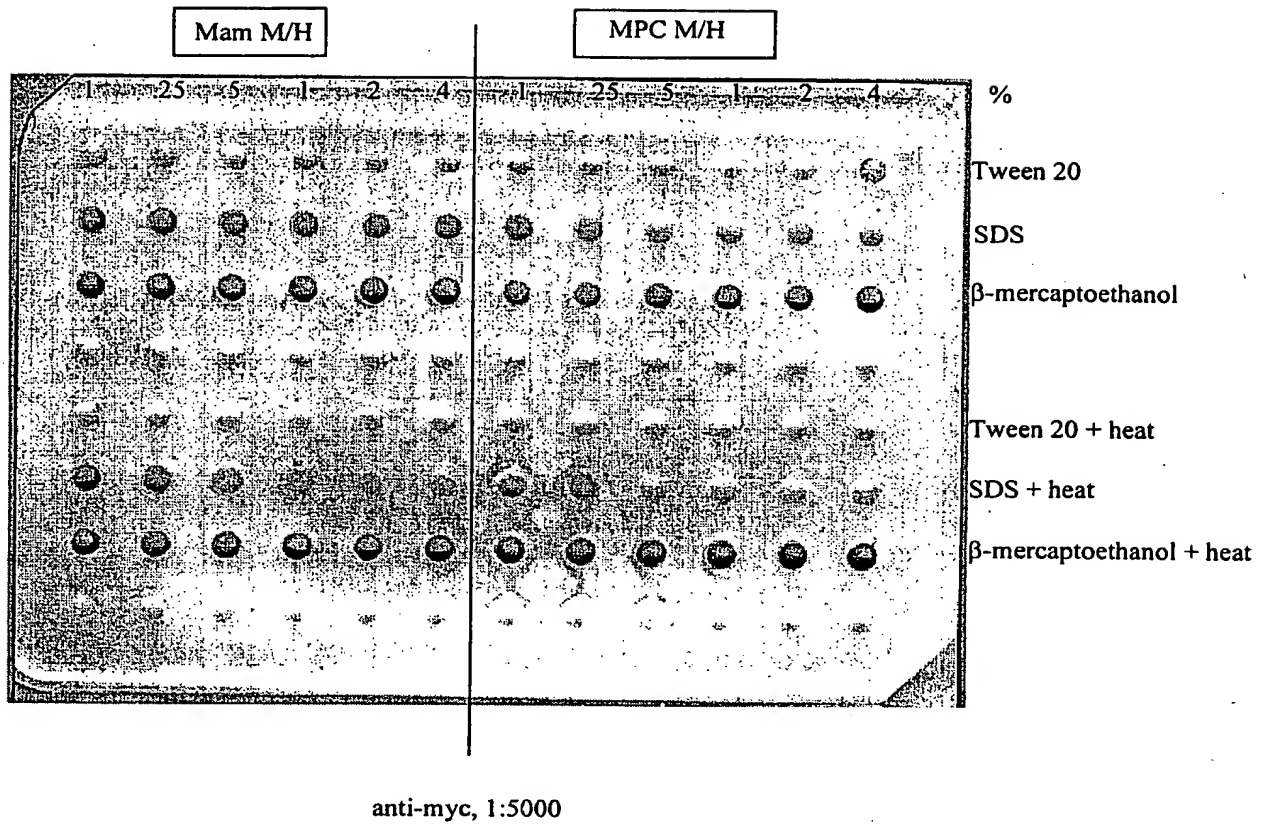 Mam M/H
MPC M/H
.1 .25 .5 1 2 4 .1 .25 .5 1 2 4 %
Tween 20
SDS
β-mercaptoethanol
Tween 20 + heat
SDS + heat
β-mercaptoethanol + heat
anti-myc, 1:5000